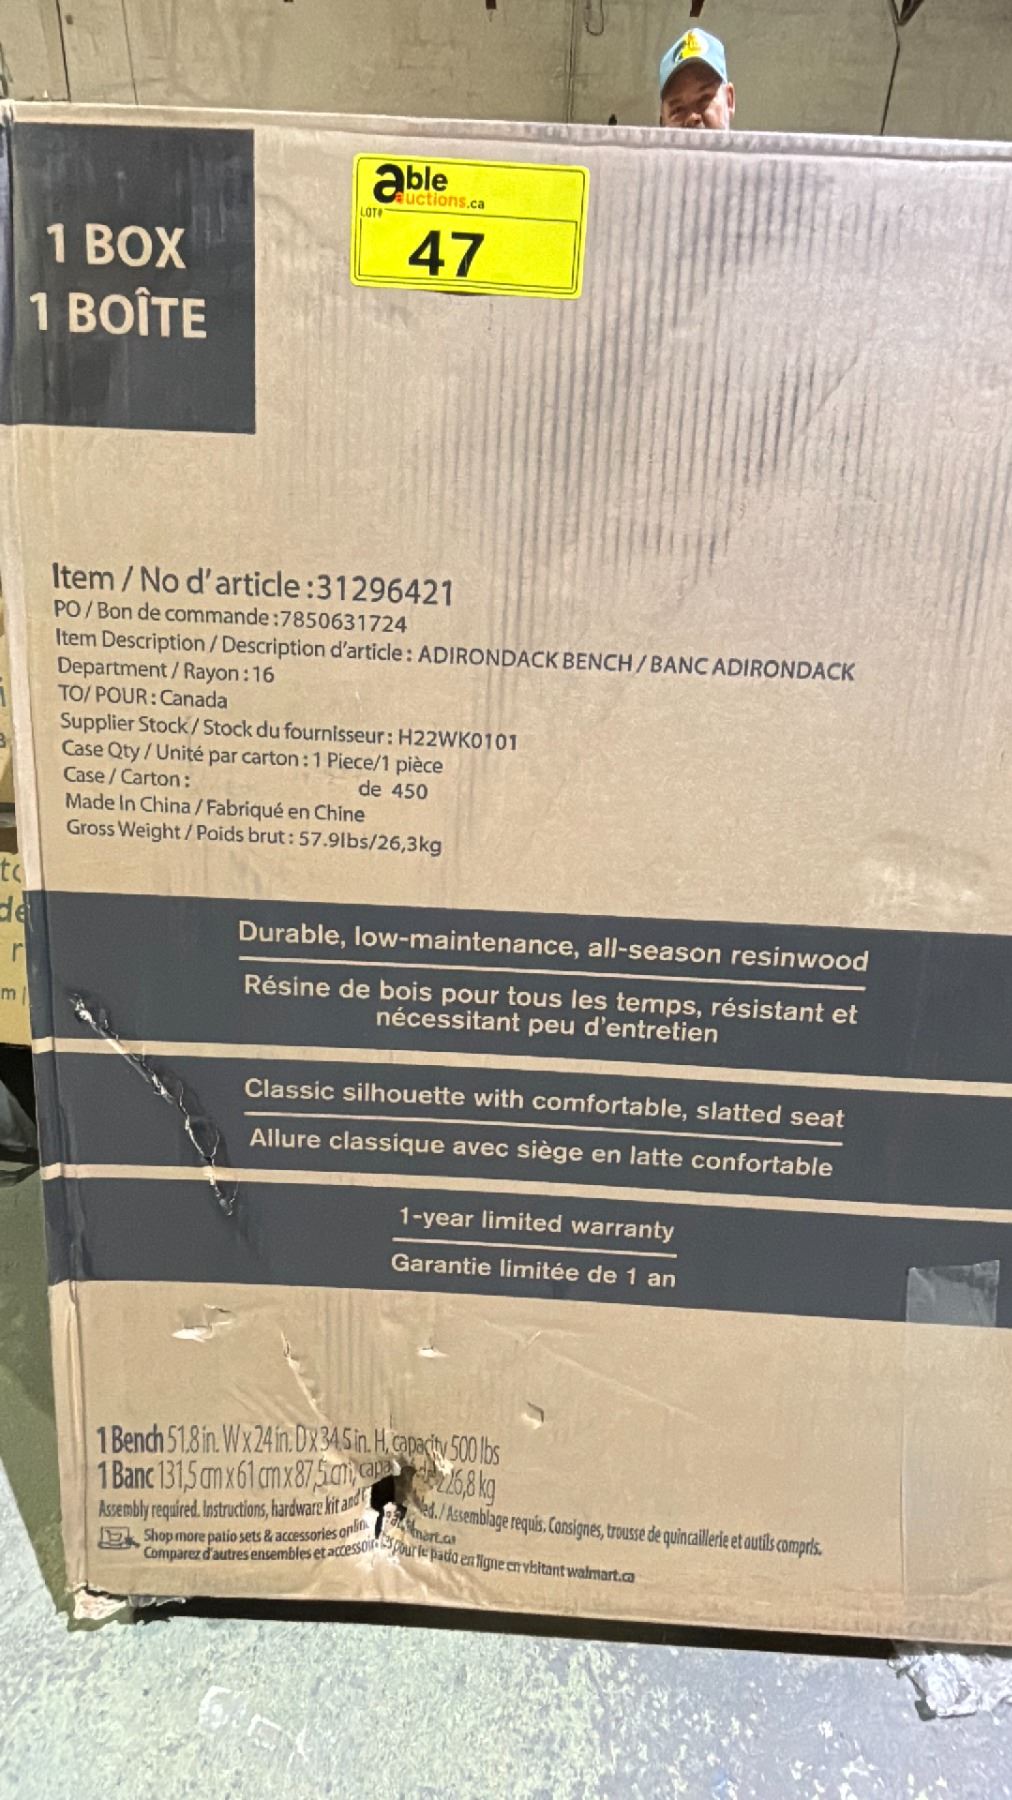 able
auctions.ca
LOT#
47
1 BOX
1 BOÎTE
Item / No d'article :31296421
PO / Bon de commande :7850631724
Item Description / Description d'article : ADIRONDACK BENCH / BANC ADIRONDACK
Department / Rayon : 16
TO/ POUR : Canada
Supplier Stock / Stock du fournisseur : H22WK0101
Case Qty / Unité par carton : 1 Piece/1 pièce
Case / Carton : de 450
Made In China / Fabriqué en Chine
Gross Weight / Poids brut : 57.9lbs/26,3kg
Durable, low-maintenance, all-season resinwood
Résine de bois pour tous les temps, résistant et
nécessitant peu d'entretien
Classic silhouette with comfortable, slatted seat
Allure classique avec siège en latte confortable
1-year limited warranty
Garantie limitée de 1 an
1 Bench 51.8 in. W x 24 in. D x 34.5 in. H, capacity 500 lbs
1 Banc 131,5 cm x 61 cm x 87,5 cm, capa de 226,8 kg
Assembly required. Instructions, hardware kit and ded. / Assemblage requis. Consignes, trousse de quincaillerie et outils compris.
Shop more patio sets & accessories onlin mart.ca
Comparez d'autres ensembles et accessoires pour le patio en ligne en visitant walmart.ca